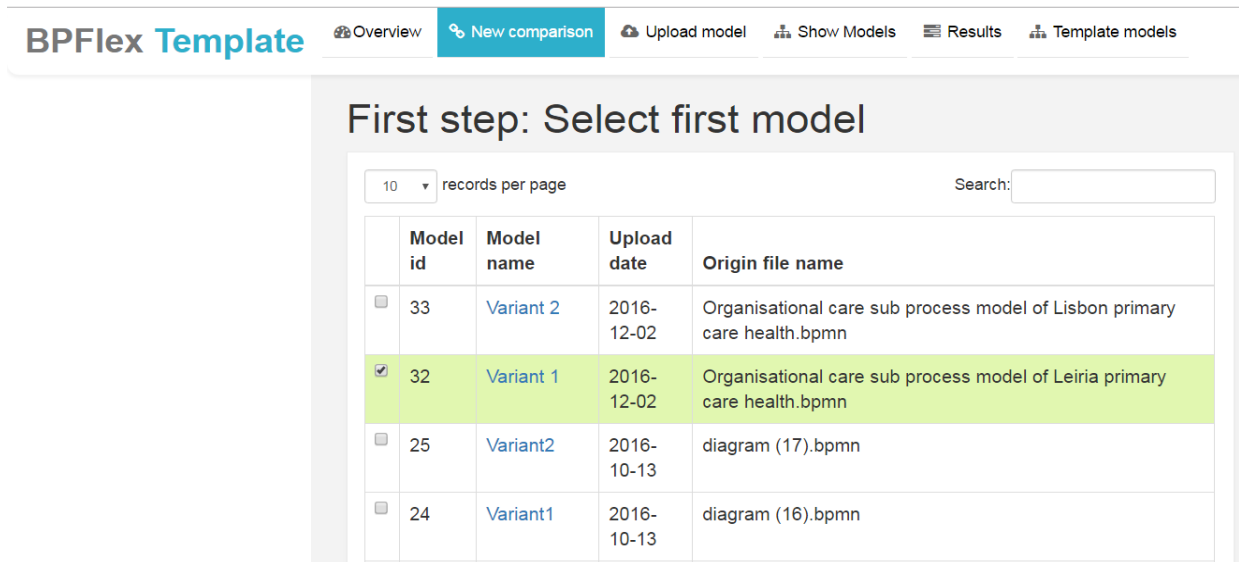 BPFlex Template
Overview
New comparison
Upload model
Show Models
Results
Template models
First step: Select first model
10 records per page
Search:
Model id
Model name
Upload date
Origin file name
33
Variant 2
2016-
12-02
Organisational care sub process model of Lisbon primary
care health.bpmn
32
Variant 1
2016-
12-02
Organisational care sub process model of Leiria primary
care health.bpmn
25
Variant2
2016-
10-13
diagram (17).bpmn
24
Variant1
2016-
10-13
diagram (16).bpmn